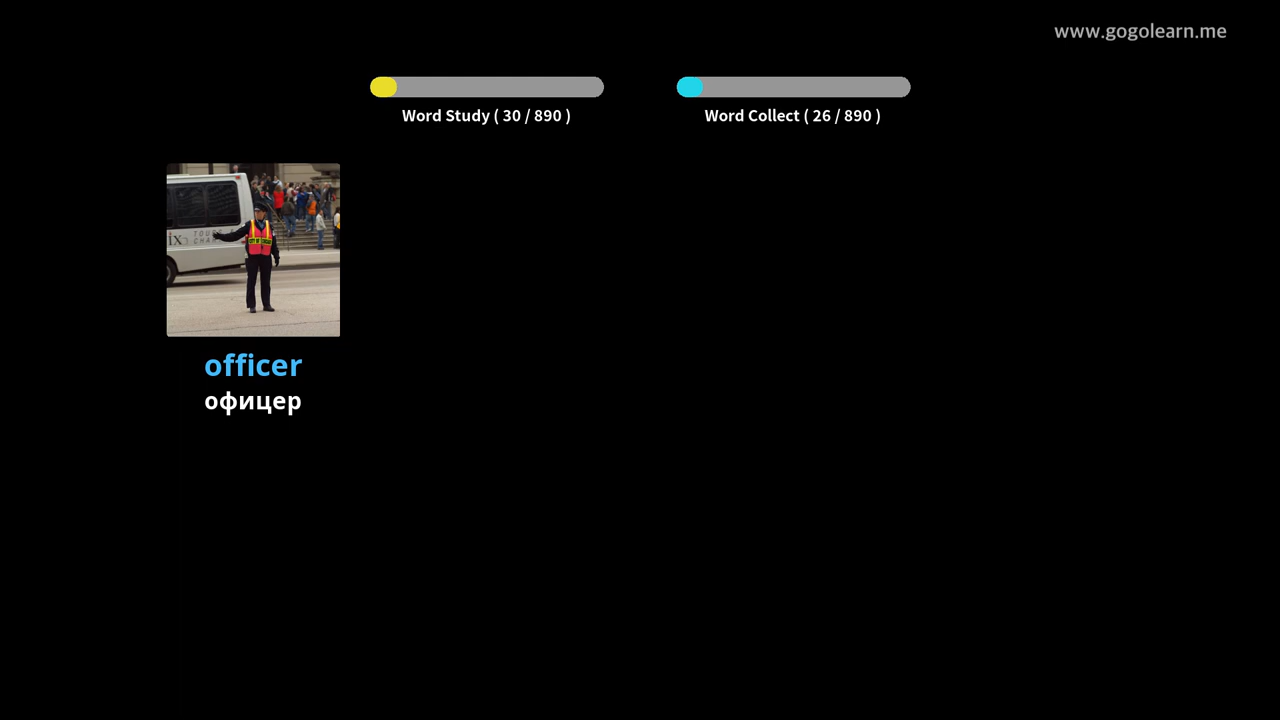 www.gogolearn.me
Word Study ( 30 / 890 )
Word Collect ( 26 / 890 )
officer
офицер